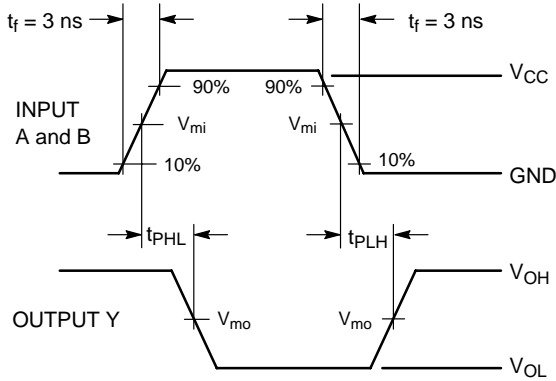 t_f = 3 ns
t_f = 3 ns
INPUT
A and B
90%
90%
V_CC
V_mi
V_mi
10%
10%
GND
t_PHL
t_PLH
V_OH
OUTPUT Y
V_mo
V_mo
V_OL